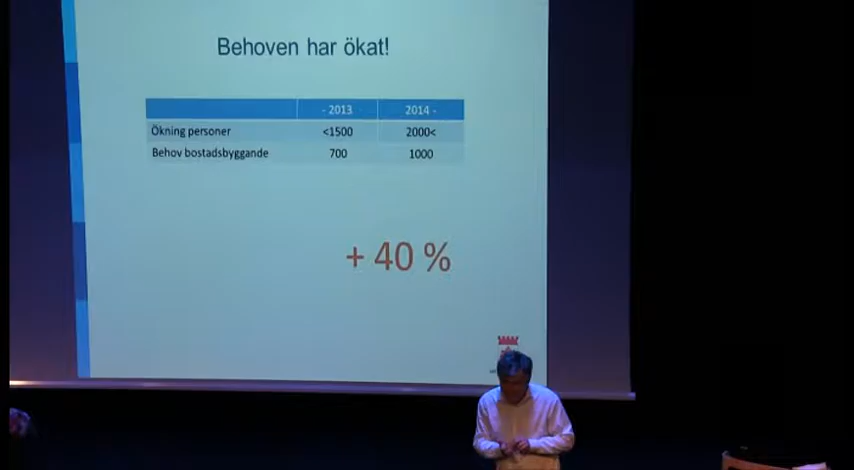 Behoven har ökat!
- 2013 2014 -
Ökning personer <1500 2000<
Behov bostadsbyggande 700 1000
+ 40 %